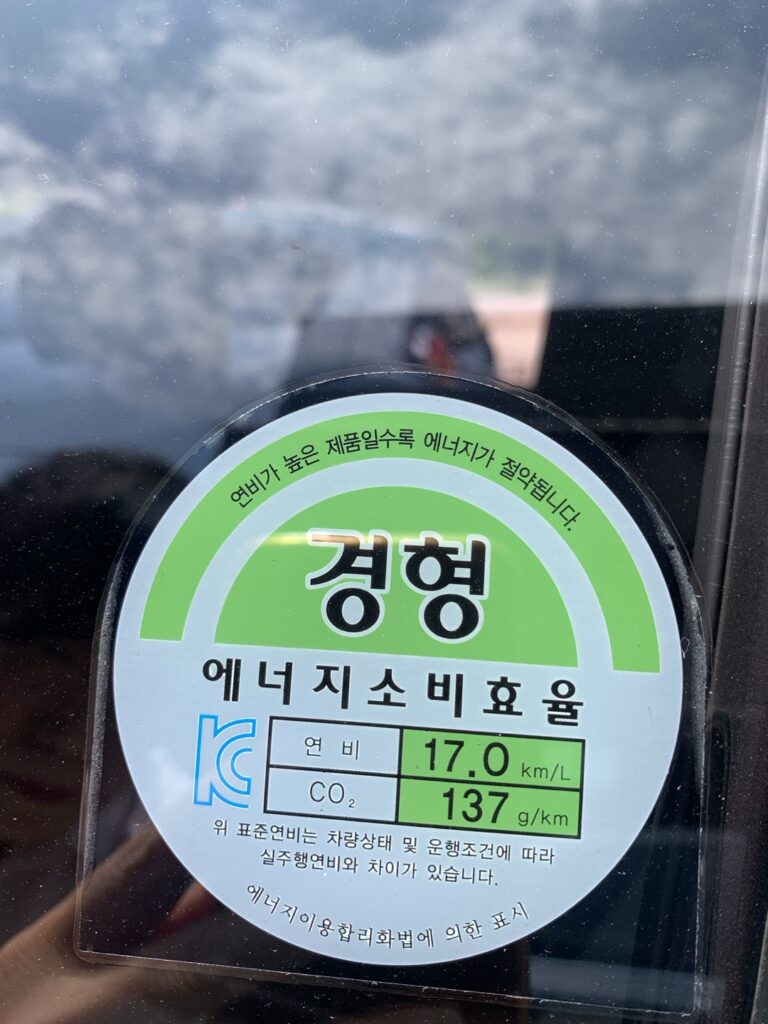 연비가 높은 제품일수록 에너지가 절약됩니다.
경형
에너지소비효율
연비 17.0 km/L
CO₂ 137 g/km
위 표준연비는 차량상태 및 운행조건에 따라
실주행연비와 차이가 있습니다.
에너지이용합리화법에 의한 표시